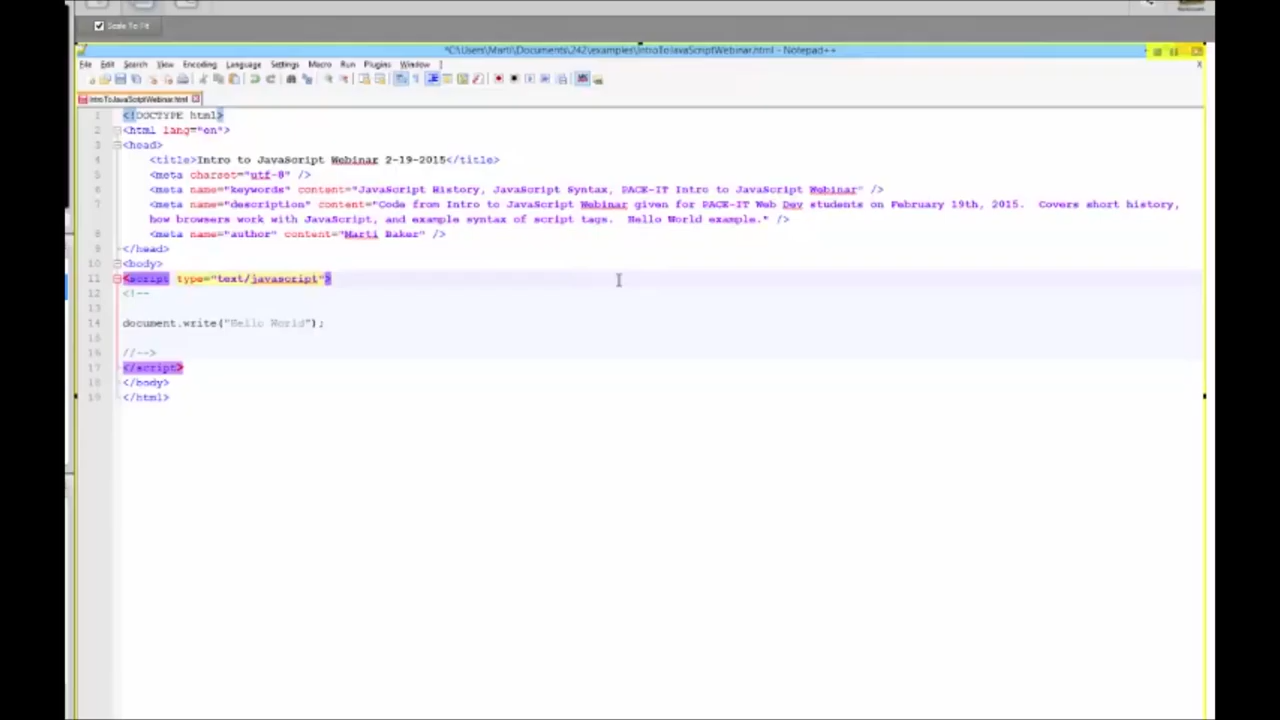 Scale To Fit
*C:\Users\Marti\Documents\242\examples\IntroToJavaScriptWebinar.html - Notepad++
File Edit Search View Encoding Language Settings Macro Run Plugins Window ? X
IntroToJavaScriptWebinar.html
1 <!DOCTYPE html>
2 <html lang="en">
3 <head>
4 <title>Intro to JavaScript Webinar 2-19-2015</title>
5 <meta charset="utf-8" />
6 <meta name="keywords" content="JavaScript History, JavaScript Syntax, PACE-IT Intro to JavaScript Webinar" />
7 <meta name="description" content="Code from Intro to JavaScript Webinar given for PACE-IT Web Dev students on February 19th, 2015. Covers short history,
how browsers work with JavaScript, and example syntax of script tags. Hello World example." />
8 <meta name="author" content="Marti Baker" />
9 </head>
10 <body>
11 <script type="text/javascript">
12 <!--
13
14 document.write("Hello World");
15
16 //-->
17 </script>
18 </body>
19 </html>